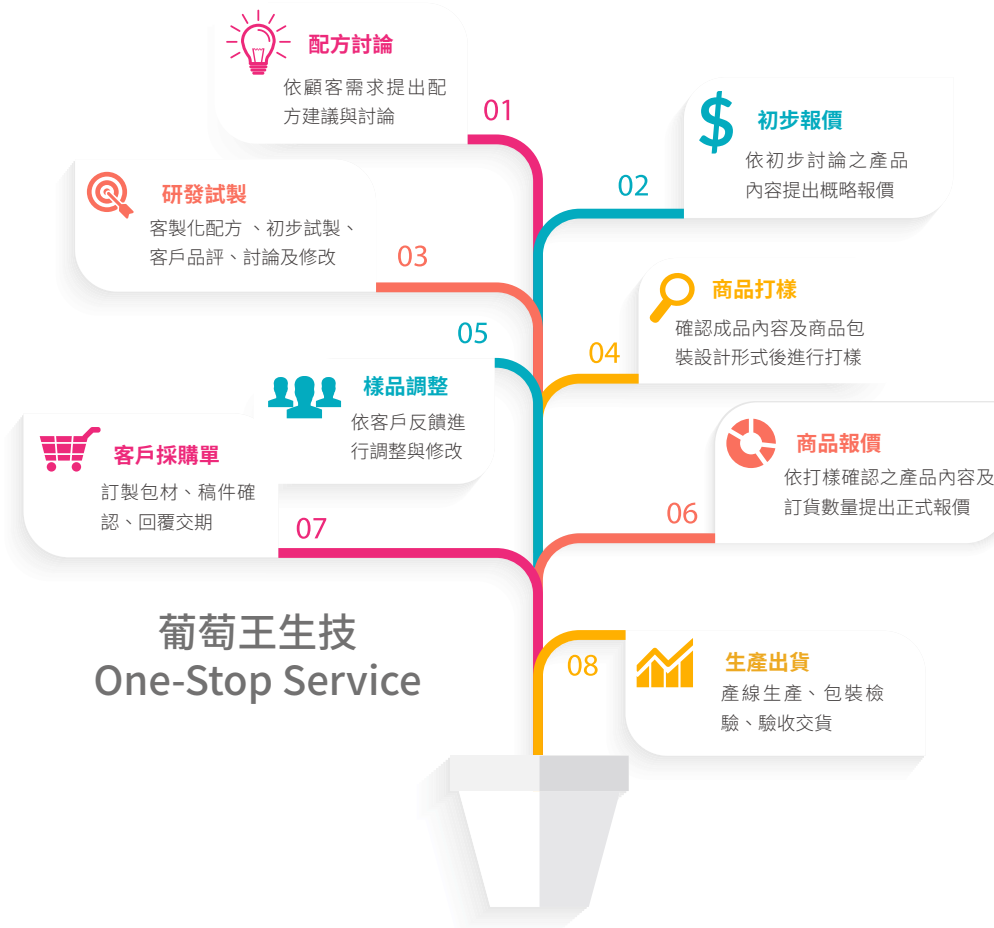 01
配方討論
依顧客需求提出配
方建議與討論
02
初步報價
依初步討論之產品
內容提出概略報價
03
研發試製
客製化配方、初步試製、
客戶品評、討論及修改
04
商品打樣
確認成品內容及商品包
裝設計形式後進行打樣
05
樣品調整
依客戶反饋進
行調整與修改
06
商品報價
依打樣確認之產品內容及
訂貨數量提出正式報價
07
客戶採購單
訂製包材、稿件確
認、回覆交期
08
生產出貨
產線生產、包裝檢
驗、驗收交貨
葡萄王生技
One-Stop Service